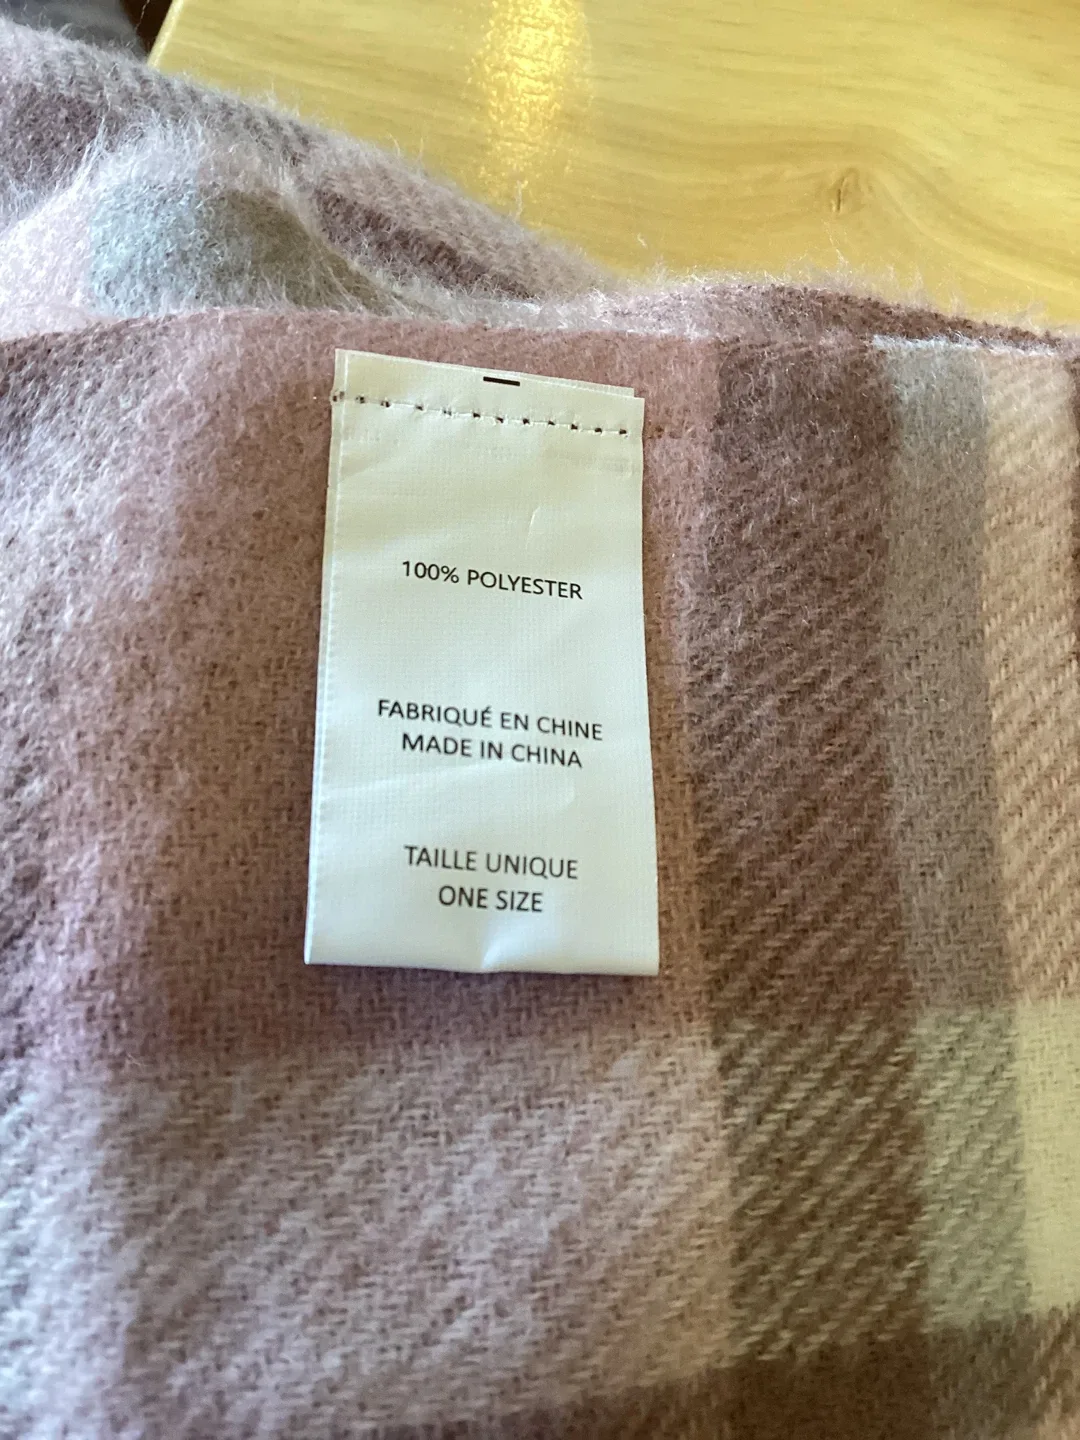 100% POLYESTER
FABRIQUÉ EN CHINE
MADE IN CHINA
TAILLE UNIQUE
ONE SIZE